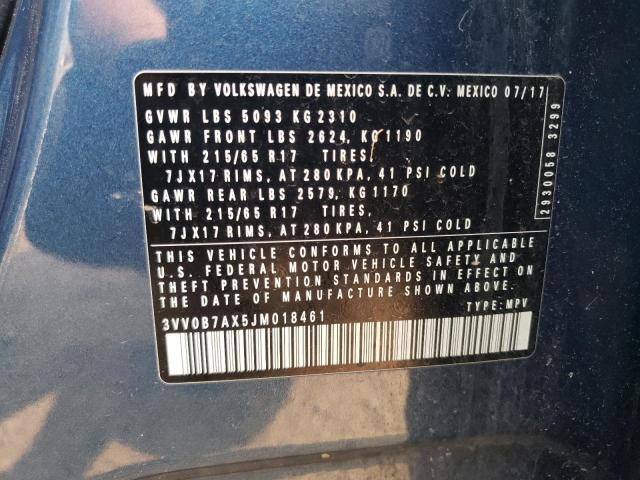 MFD BY VOLKSWAGEN DE MEXICO S.A. DE C.V. MEXICO 07/17
GVWR LBS 5093 KG 2310
GAWR FRONT LBS 2624, KG 1190
WITH 215/65 R17 TIRES,
7JX17 RIMS, AT 280 KPA, 41 PSI COLD
GAWR REAR LBS 2579, KG 1170
WITH 215/65 R17 TIRES,
7JX17 RIMS, AT 280 KPA, 41 PSI COLD
THIS VEHICLE CONFORMS TO ALL APPLICABLE
U.S. FEDERAL MOTOR VEHICLE SAFETY AND
THEFT PREVENTION STANDARDS IN EFFECT ON
THE DATE OF MANUFACTURE SHOWN ABOVE.
3VV0B7AX5JM018461 TYPE: MPV
2930058 3299